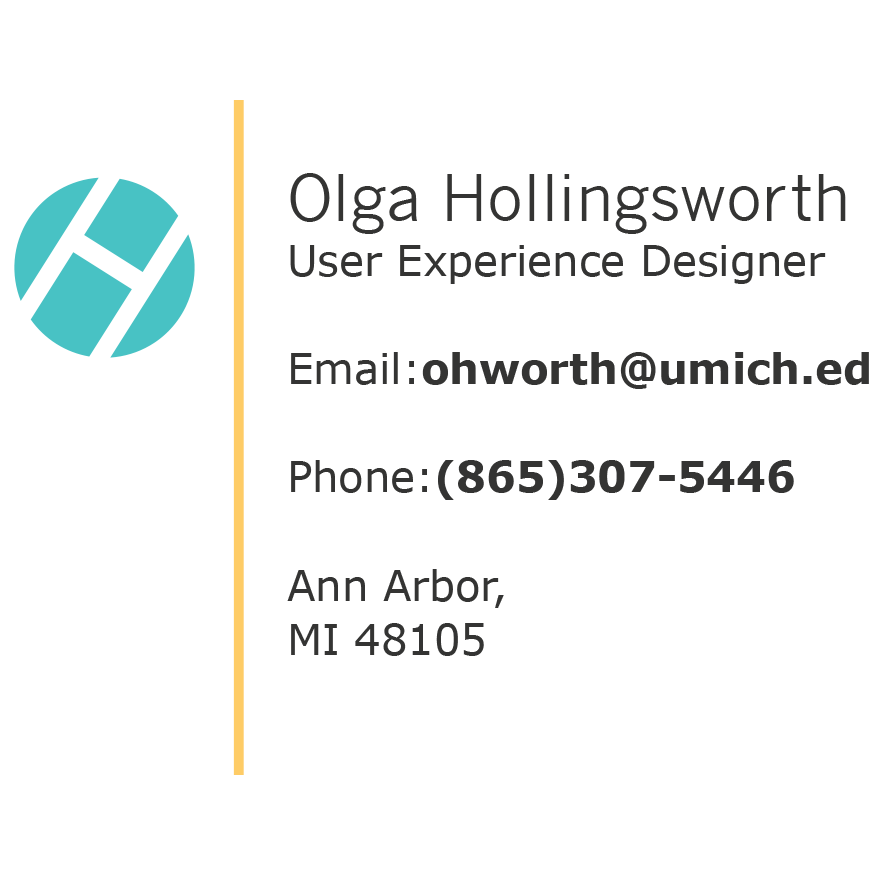 Olga Hollingsworth
User Experience Designer
Email:ohworth@umich.ed
Phone:(865)307-5446
Ann Arbor,
MI 48105